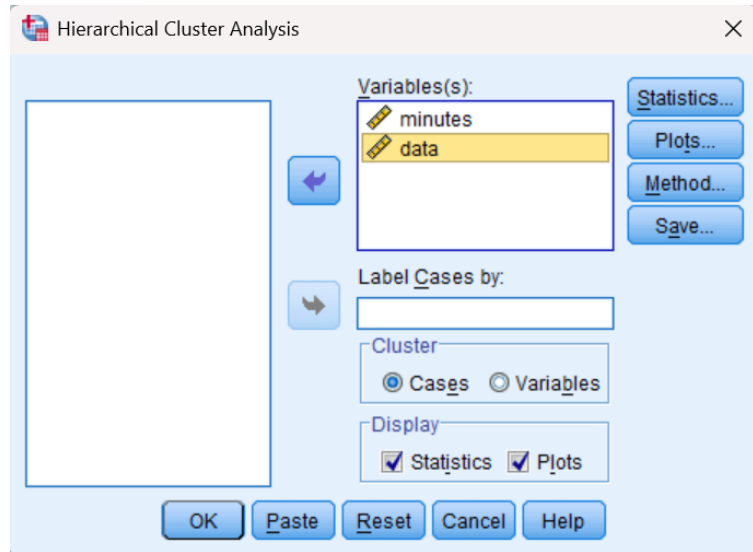 Hierarchical Cluster Analysis
Variables(s):
minutes
data
Statistics...
Plots...
Method...
Save...
Label Cases by:
Cluster
Cases Variables
Display
Statistics Plots
OK Paste Reset Cancel Help